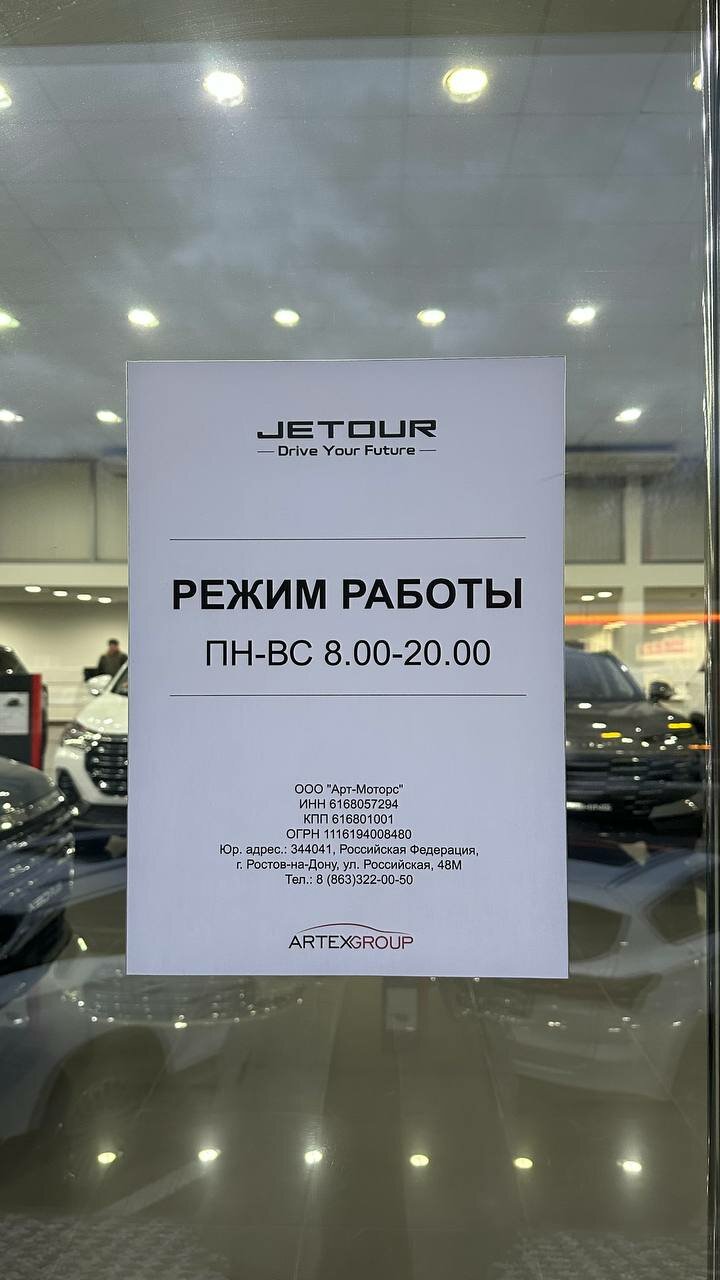 JETOUR
Drive Your Future
РЕЖИМ РАБОТЫ
ПН-ВС 8.00-20.00
ООО "Арт-Моторс"
ИНН 6168057294
КПП 616801001
ОГРН 1116194008480
Юр. адрес.: 344041, Российская Федерация,
г. Ростов-на-Дону, ул. Российская, 48М
Тел.: 8 (863)322-00-50
ARTEXGROUP